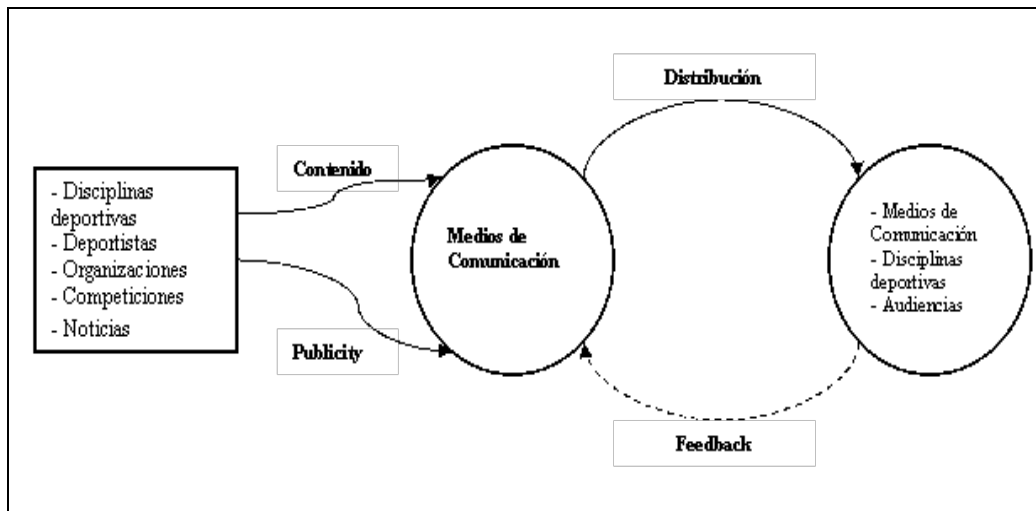 - Disciplinas
deportivas
- Deportistas
- Organizaciones
- Competiciones
- Noticias
Contenido
Publicity
Medios de
Comunicación
Distribución
Feedback
- Medios de
Comunicación
- Disciplinas
deportivas
- Audiencias